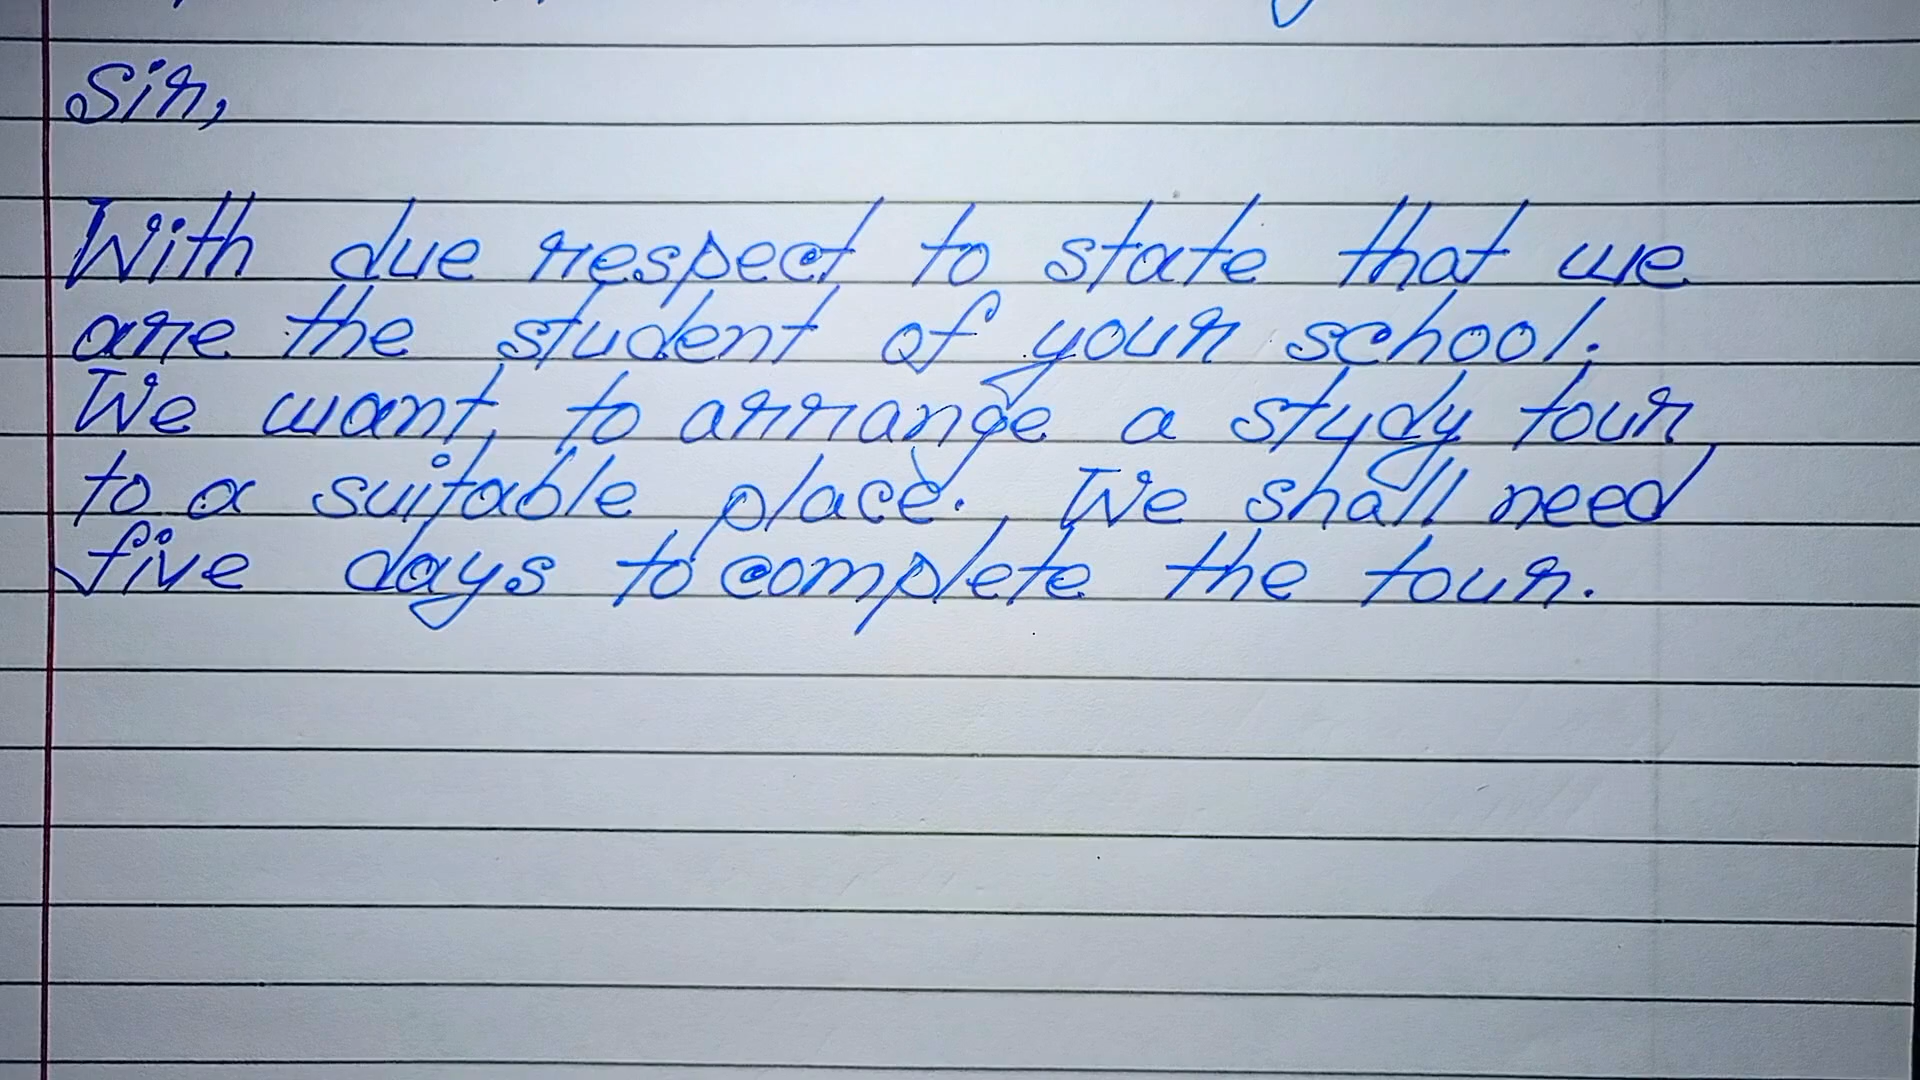 Sir,
With due respect to state that we
are the student of your school.
We want to arrange a study tour
to a suitable place. We shall need
five days to complete the tour.